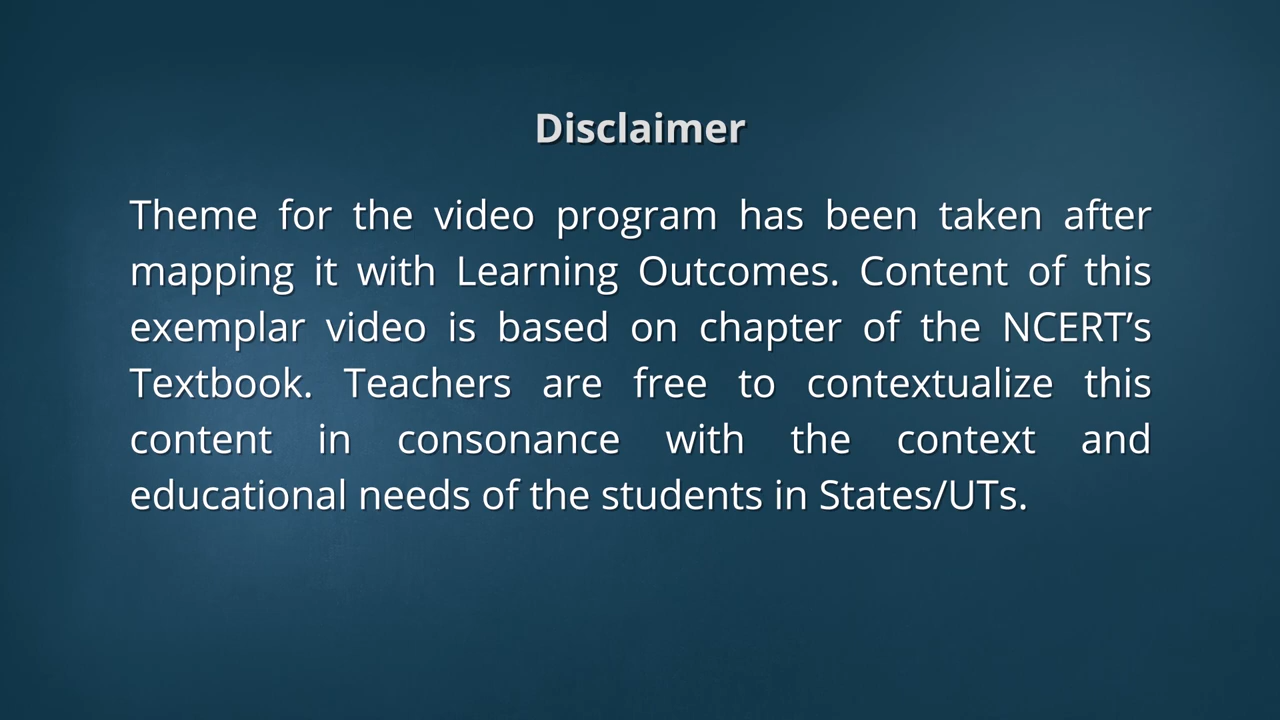 Disclaimer
Theme for the video program has been taken after
mapping it with Learning Outcomes. Content of this
exemplar video is based on chapter of the NCERT’s
Textbook. Teachers are free to contextualize this
content in consonance with the context and
educational needs of the students in States/UTs.